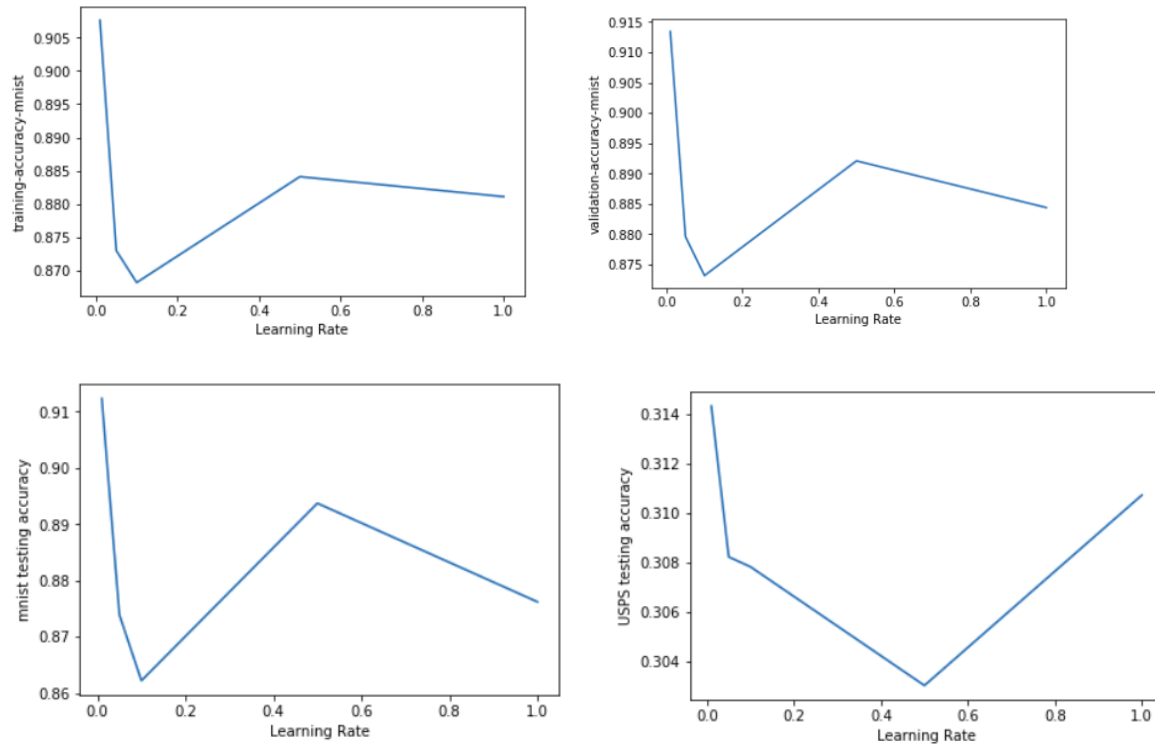 training-accuracy-mnist
0.905
0.900
0.895
0.890
0.885
0.880
0.875
0.870
0.0 0.2 0.4 0.6 0.8 1.0
Learning Rate
validation-accuracy-mnist
0.915
0.910
0.905
0.900
0.895
0.890
0.885
0.880
0.875
0.0 0.2 0.4 0.6 0.8 1.0
Learning Rate
mnist testing accuracy
0.91
0.90
0.89
0.88
0.87
0.86
0.0 0.2 0.4 0.6 0.8 1.0
Learning Rate
USPS testing accuracy
0.314
0.312
0.310
0.308
0.306
0.304
0.0 0.2 0.4 0.6 0.8 1.0
Learning Rate